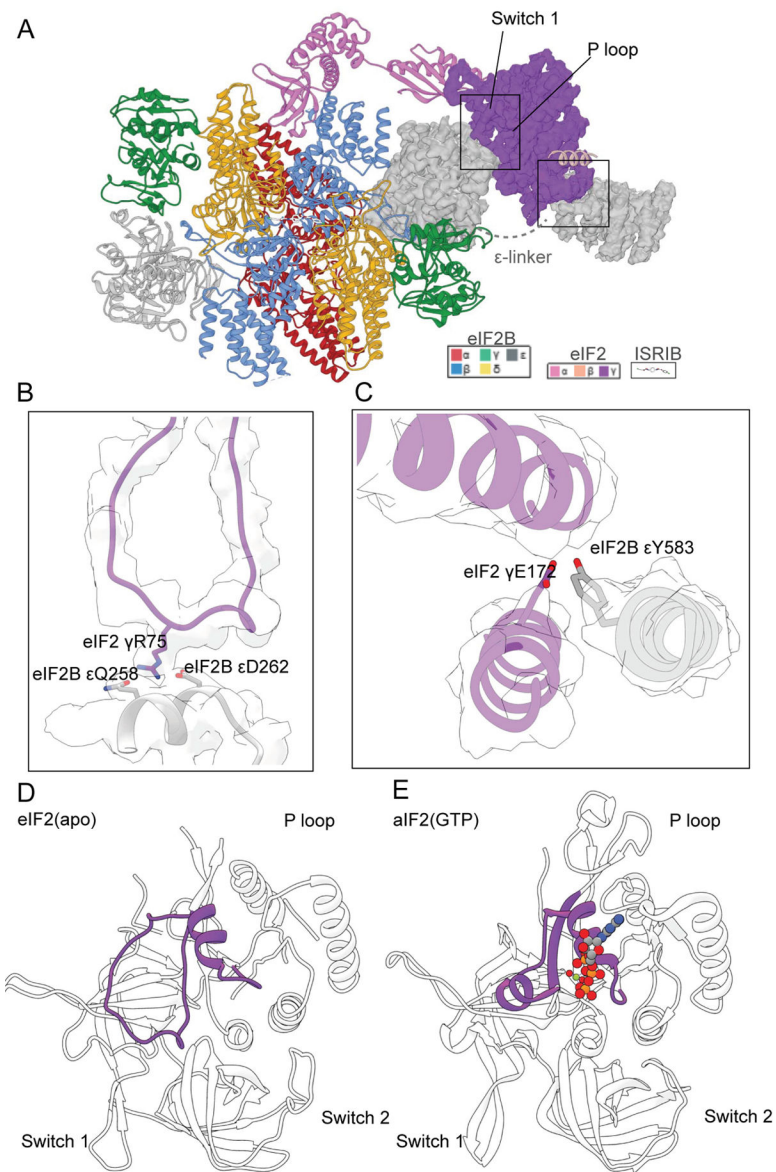 A
Switch 1
P loop
ε-linker
eIF2B
α γ ε
β δ
eIF2
α β γ
ISRIB
B
eIF2 γR75
eIF2B εQ258
eIF2B εD262
C
eIF2 γE172
eIF2B εY583
D
eIF2(apo)
P loop
Switch 1
Switch 2
E
aIF2(GTP)
P loop
Switch 1
Switch 2